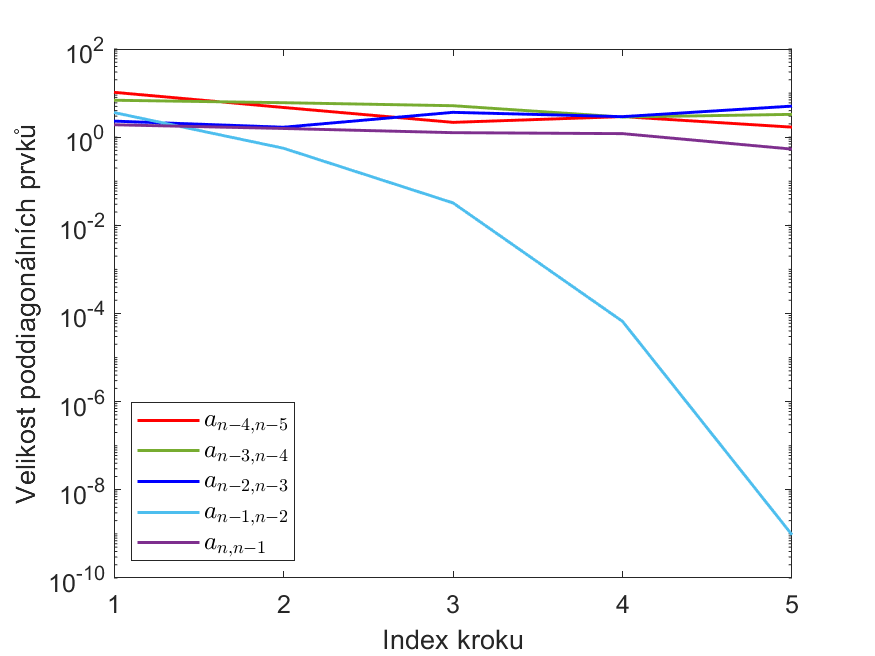 10^2
10^0
10^-2
10^-4
10^-6
10^-8
10^-10
Velikost poddiagonálních prvků
a_{n−4,n−5}
a_{n−3,n−4}
a_{n−2,n−3}
a_{n−1,n−2}
a_{n,n−1}
1 2 3 4 5
Index kroku